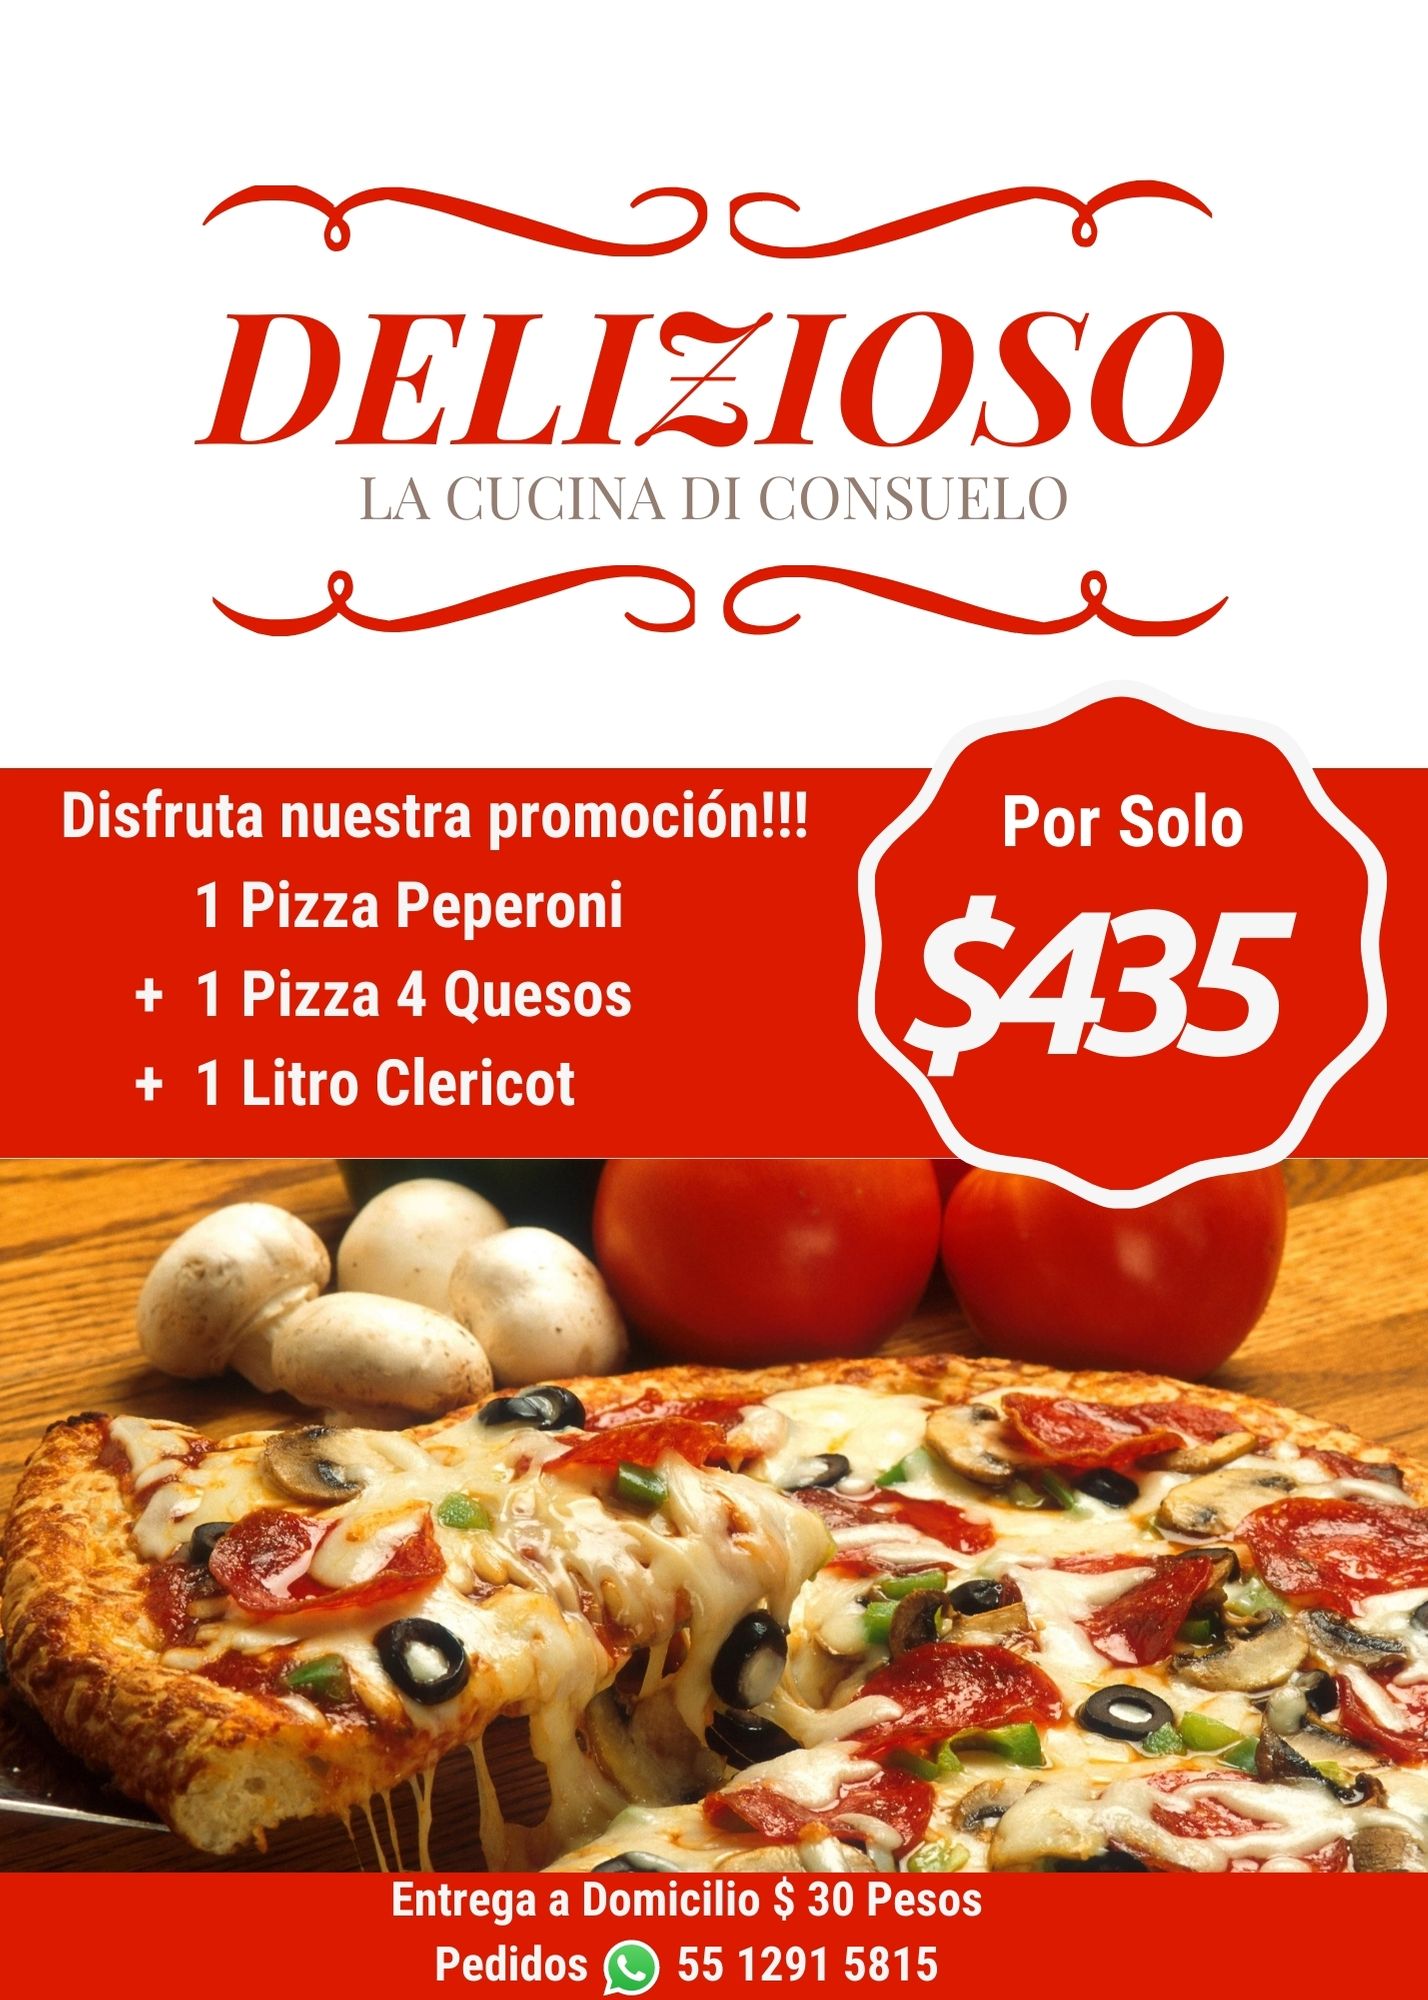 DELIZIOSO
LA CUCINA DI CONSUELO
Disfruta nuestra promoción!!!
1 Pizza Peperoni
+ 1 Pizza 4 Quesos
+ 1 Litro Clericot
Por Solo
$435
Entrega a Domicilio $ 30 Pesos
Pedidos 55 1291 5815